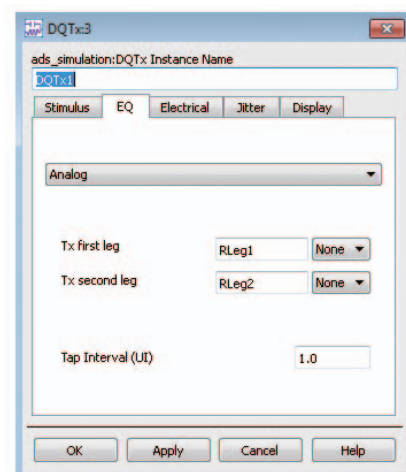 DQTx:3
ads_simulation:DQTx Instance Name
DQTx1
Stimulus EQ Electrical Jitter Display
Analog
Tx first leg RLeg1 None
Tx second leg RLeg2 None
Tap Interval (UI) 1.0
OK Apply Cancel Help